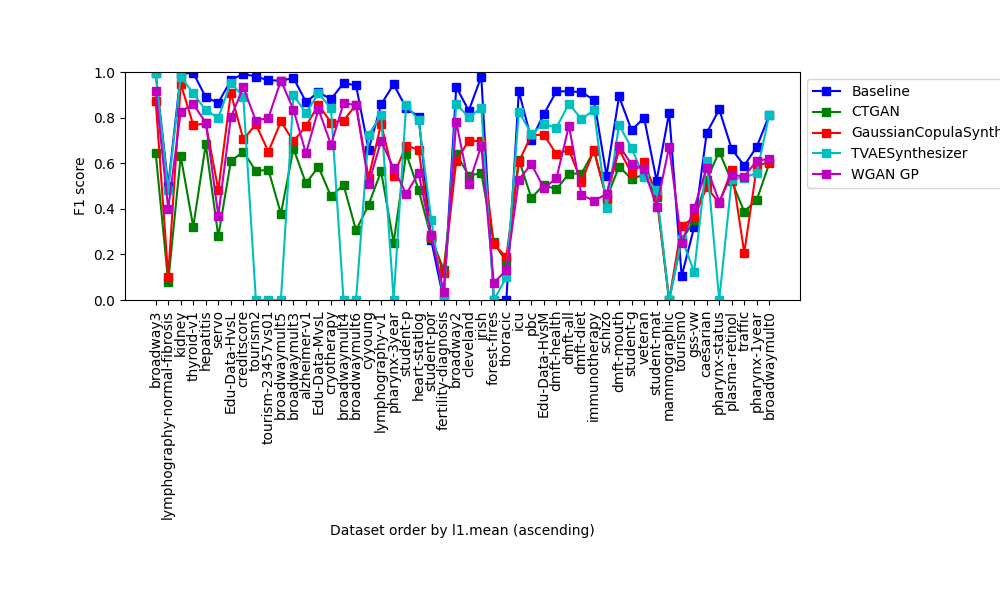 1.0
0.8
0.6
0.4
0.2
0.0
F1 score
Baseline
CTGAN
GaussianCopulaSynth
TVAESynthesizer
WGAN GP
broadway3
lymphography-normal-fibrosis
kidney
thyroid-v1
hepatitis
servo
Edu-Data-HvsL
creditscore
tourism2
tourism-23457vs01
broadwaymult5
broadwaymult3
alzheimer-v1
Edu-Data-MvsL
cryotherapy
broadwaymult4
broadwaymult6
cyyoung
lymphography-v1
pharynx-3year
student-p
heart-statlog
student-por
fertility-diagnosis
broadway2
cleveland
irish
forest-fires
thoracic
icu
pbc
Edu-Data-HvsM
dmft-health
dmft-all
dmft-diet
immunotherapy
schizo
dmft-mouth
student-g
veteran
student-mat
mammographic
tourism0
gss-vw
caesarian
pharynx-status
plasma-retinol
traffic
pharynx-1year
broadwaymult0
Dataset order by l1.mean (ascending)